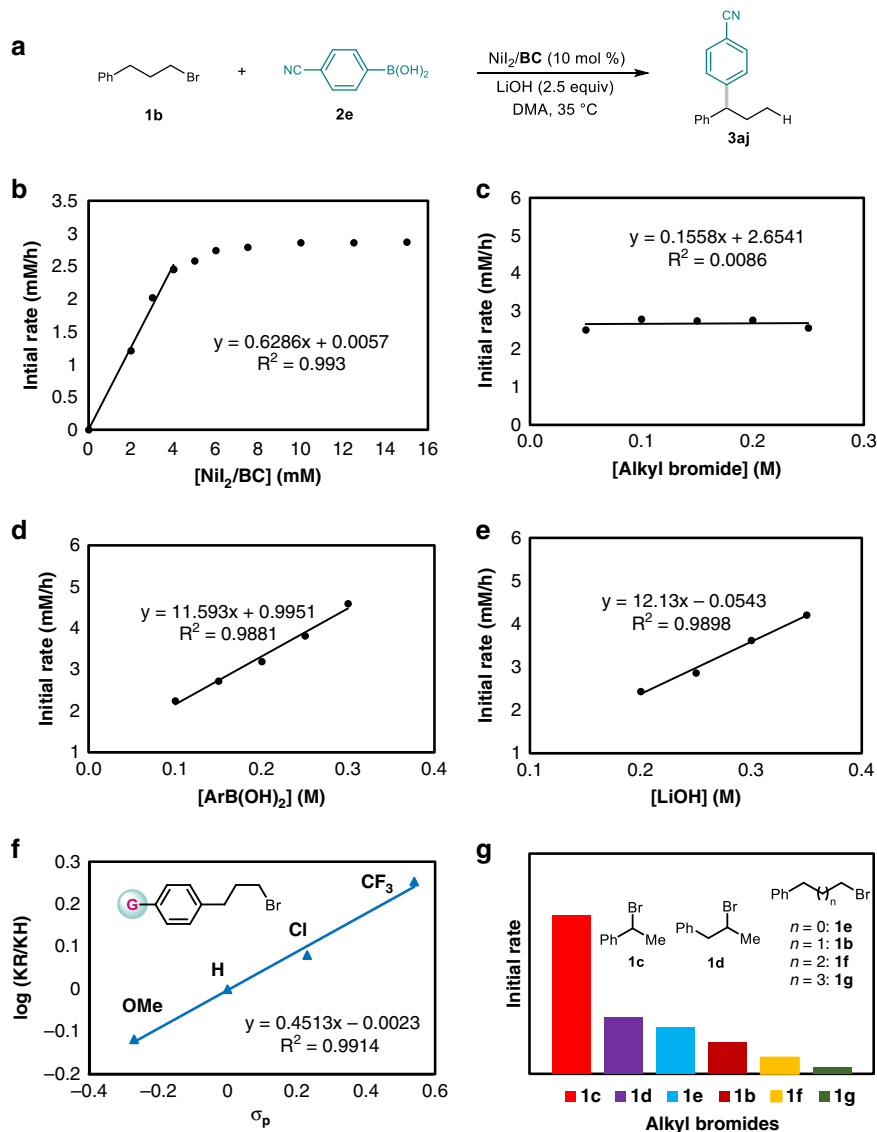 a
CN
Ph
Br
1b
+
NC
B(OH)2
2e
NiI2/BC (10 mol %)
LiOH (2.5 equiv)
DMA, 35 °C
Ph
H
3aj
b
Intial rate (mM/h)
3.5
3
2.5
2
1.5
1
0.5
0
y = 0.6286x + 0.0057
R2 = 0.993
0 2 4 6 8 10 12 14 16
[NiI2/BC] (mM)
c
Initial rate (mM/h)
6
5
4
3
2
1
0
y = 0.1558x + 2.6541
R2 = 0.0086
0.0 0.1 0.2 0.3
[Alkyl bromide] (M)
d
Initial rate (mM/h)
6
5
4
3
2
1
y = 11.593x + 0.9951
R2 = 0.9881
0.0 0.1 0.2 0.3 0.4
[ArB(OH)2] (M)
e
Initial rate (mM/h)
6
5
4
3
2
1
y = 12.13x – 0.0543
R2 = 0.9898
0.1 0.2 0.3 0.4
[LiOH] (M)
f
log (KR/KH)
0.3
0.2
0.1
0
–0.1
–0.2
G
Br
CF3
Cl
H
OMe
y = 0.4513x – 0.0023
R2 = 0.9914
–0.4 –0.2 0 0.2 0.4 0.6
σp
g
Initial rate
Br
Ph Me
1c
Br
Ph Me
1d
Ph ( )n Br
n = 0: 1e
n = 1: 1b
n = 2: 1f
n = 3: 1g
1c 1d 1e 1b 1f 1g
Alkyl bromides